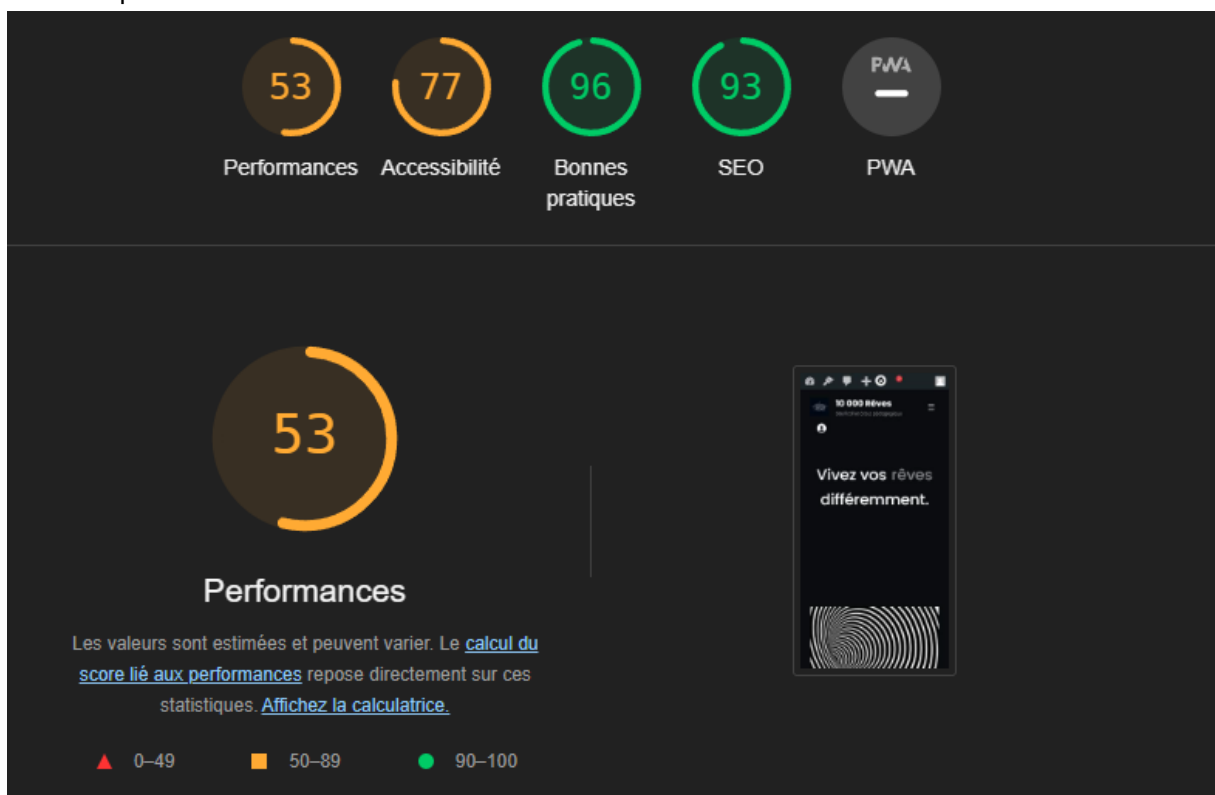 53
77
96
93
PWA
Performances
Accessibilité
Bonnes
pratiques
SEO
PWA
53
Performances
Les valeurs sont estimées et peuvent varier. Le calcul du
score lié aux performances repose directement sur ces
statistiques. Affichez la calculatrice.
0–49
50–89
90–100
10 000 Rêves
Vivez vos rêves
différemment.